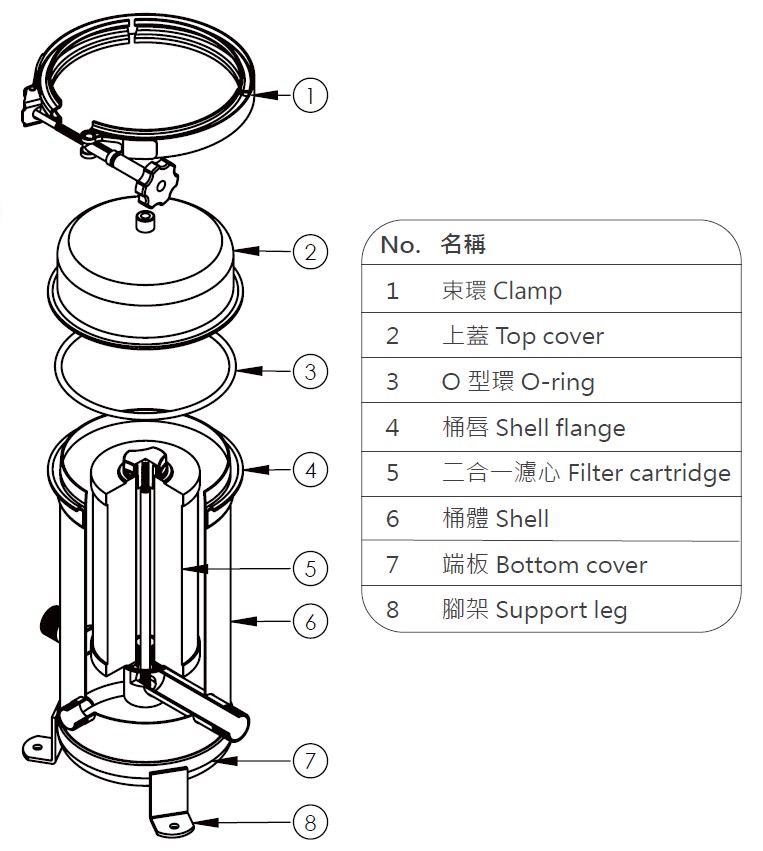 1
2
3
4
5
6
7
8
No. 名稱
1 束環 Clamp
2 上蓋 Top cover
3 O 型環 O-ring
4 桶唇 Shell flange
5 二合一濾心 Filter cartridge
6 桶體 Shell
7 端板 Bottom cover
8 腳架 Support leg